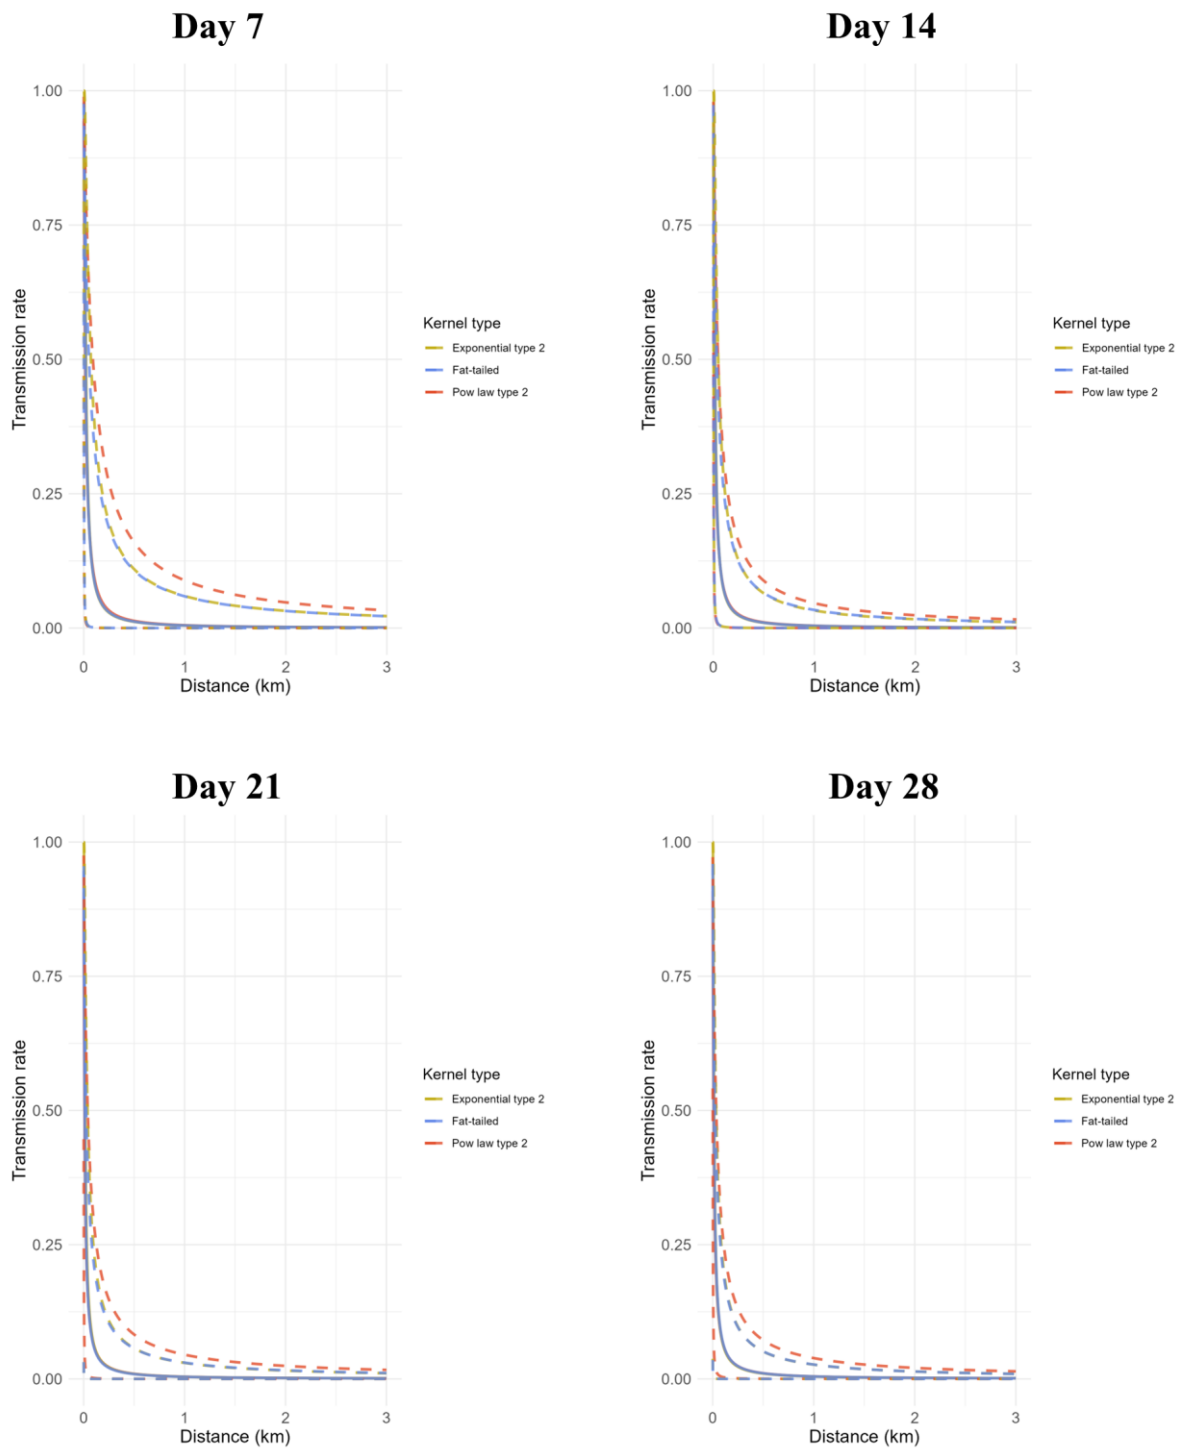 Day 7
1.00
0.75
0.50
0.25
0.00
Transmission rate
0 1 2 3
Distance (km)
Kernel type
Exponential type 2
Fat-tailed
Pow law type 2
Day 14
1.00
0.75
0.50
0.25
0.00
Transmission rate
0 1 2 3
Distance (km)
Kernel type
Exponential type 2
Fat-tailed
Pow law type 2
Day 21
1.00
0.75
0.50
0.25
0.00
Transmission rate
0 1 2 3
Distance (km)
Kernel type
Exponential type 2
Fat-tailed
Pow law type 2
Day 28
1.00
0.75
0.50
0.25
0.00
Transmission rate
0 1 2 3
Distance (km)
Kernel type
Exponential type 2
Fat-tailed
Pow law type 2